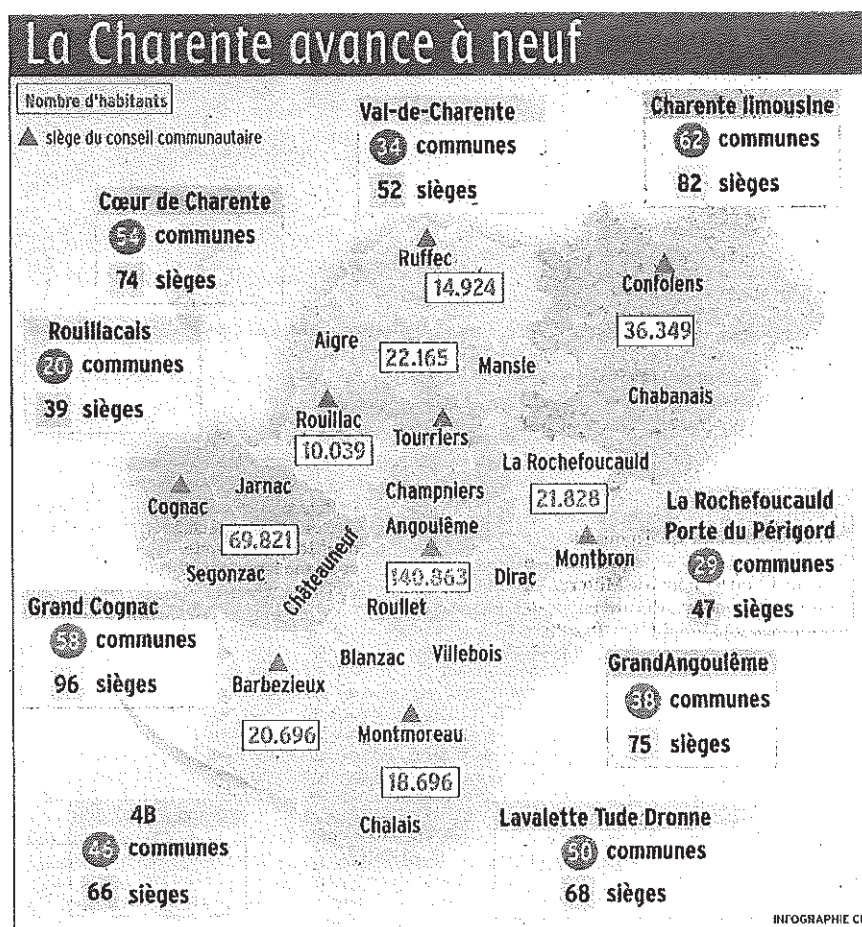 La Charente avance à neuf
Nombre d'habitants
siège du conseil communautaire
Val-de-Charente
34 communes
52 sièges
Charente limousine
62 communes
82 sièges
Cœur de Charente
54 communes
74 sièges
Rouillacais
20 communes
39 sièges
Ruffec
14.924
Confolens
36.349
Aigre
22.165
Mansle
Chabanais
Rouillac
10.039
Tourriers
La Rochefoucauld
21.828
Cognac
Jarnac
Champniers
69.821
Angoulême
Châteauneuf
140.863
Dirac
Montbron
Segonzac
Roullet
La Rochefoucauld
Porte du Périgord
29 communes
47 sièges
Grand Cognac
58 communes
96 sièges
Blanzac
Villebois
Barbezieux
20.696
Montmoreau
18.696
Chalais
GrandAngoulême
38 communes
75 sièges
4B
communes
66 sièges
Lavalette Tude Dronne
50 communes
68 sièges
INFOGRAPHIE